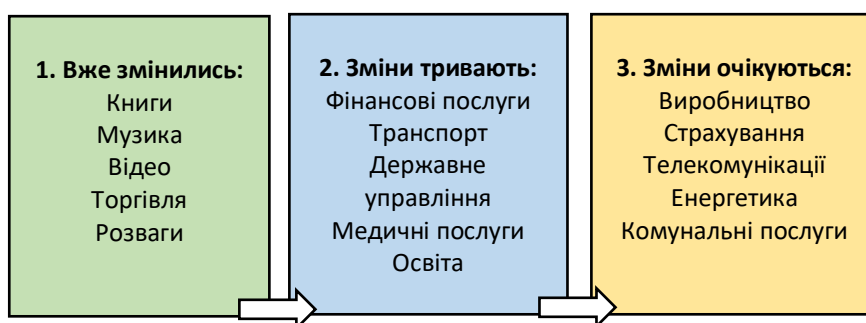 1. Вже змінились:
Книги
Музика
Відео
Торгівля
Розваги
2. Зміни тривають:
Фінансові послуги
Транспорт
Державне
управління
Медичні послуги
Освіта
3. Зміни очікуються:
Виробництво
Страхування
Телекомунікації
Енергетика
Комунальні послуги